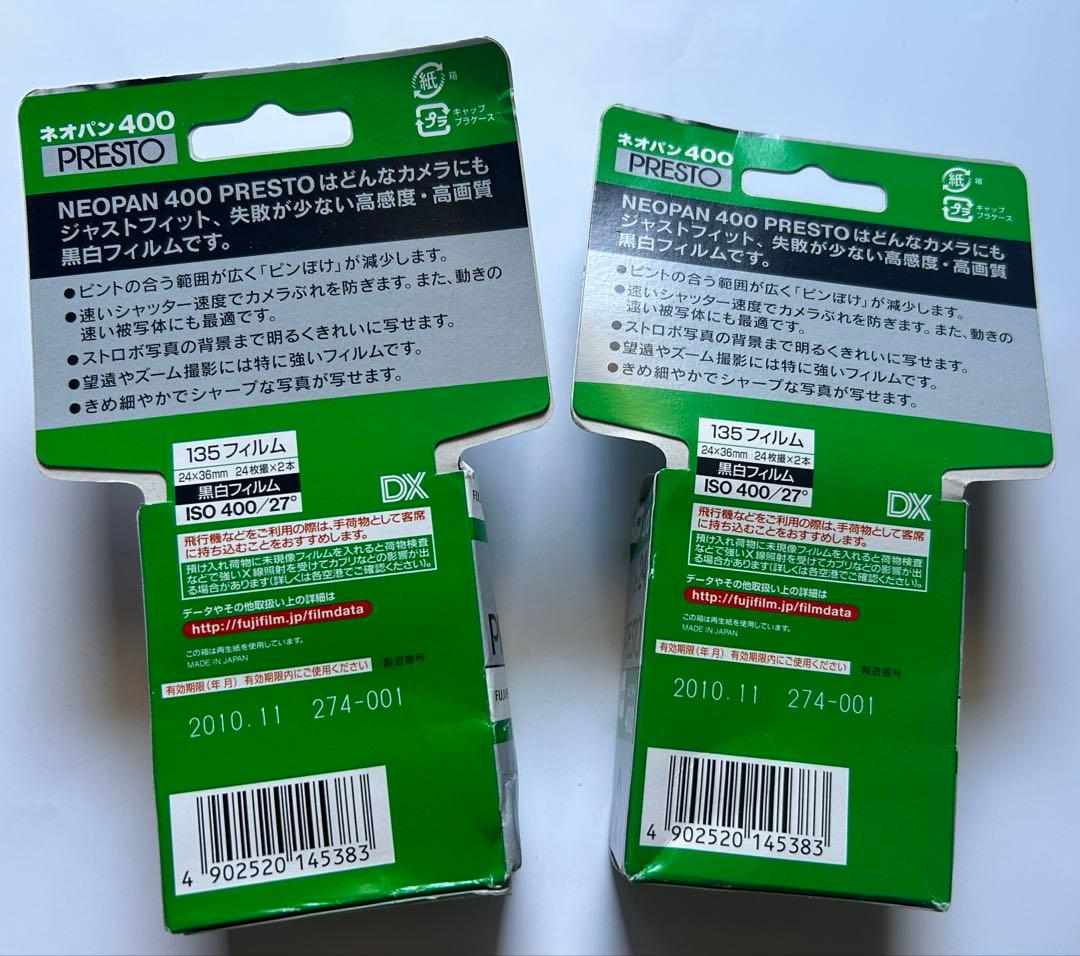 紙 箱
プラ キャップ
プラケース
ネオパン400
PRESTO
NEOPAN 400 PRESTOはどんなカメラにも
ジャストフィット、失敗が少ない高感度・高画質
黒白フィルムです。
●ピントの合う範囲が広く「ピンぼけ」が減少します。
●速いシャッター速度でカメラぶれを防ぎます。また、動きの
速い被写体にも最適です。
●ストロボ写真の背景まで明るくきれいに写せます。
●望遠やズーム撮影には特に強いフィルムです。
●きめ細やかでシャープな写真が写せます。
135フィルム
24×36mm 24枚撮×2本
黒白フィルム
ISO 400/27°
DX
飛行機などをご利用の際は、手荷物として客席
に持ち込むことをおすすめします。
預け入れ荷物に未現像フィルムを入れると荷物検査
などで強いX線照射を受けてカブリなどの影響が出
る場合があります(詳しくは各空港でご確認ください)。
データやその他取扱い上の詳細は
http://fujifilm.jp/filmdata
この箱は再生紙を使用しています。
MADE IN JAPAN
有効期限(年月) 有効期限内にご使用ください 製造番号
2010.11 274-001
4 902520 145383
紙 箱
プラ キャップ
プラケース
ネオパン400
PRESTO
NEOPAN 400 PRESTOはどんなカメラにも
ジャストフィット、失敗が少ない高感度・高画質
黒白フィルムです。
●ピントの合う範囲が広く「ピンぼけ」が減少します。
●速いシャッター速度でカメラぶれを防ぎます。また、動きの
速い被写体にも最適です。
●ストロボ写真の背景まで明るくきれいに写せます。
●望遠やズーム撮影には特に強いフィルムです。
●きめ細やかでシャープな写真が写せます。
135フィルム
24×36mm 24枚撮×2本
黒白フィルム
ISO 400/27°
DX
飛行機などをご利用の際は、手荷物として客席
に持ち込むことをおすすめします。
預け入れ荷物に未現像フィルムを入れると荷物検査
などで強いX線照射を受けてカブリなどの影響が出
る場合があります(詳しくは各空港でご確認ください)。
データやその他取扱い上の詳細は
http://fujifilm.jp/filmdata
この箱は再生紙を使用しています。
MADE IN JAPAN
有効期限(年月) 有効期限内にご使用ください 製造番号
2010.11 274-001
4 902520 145383